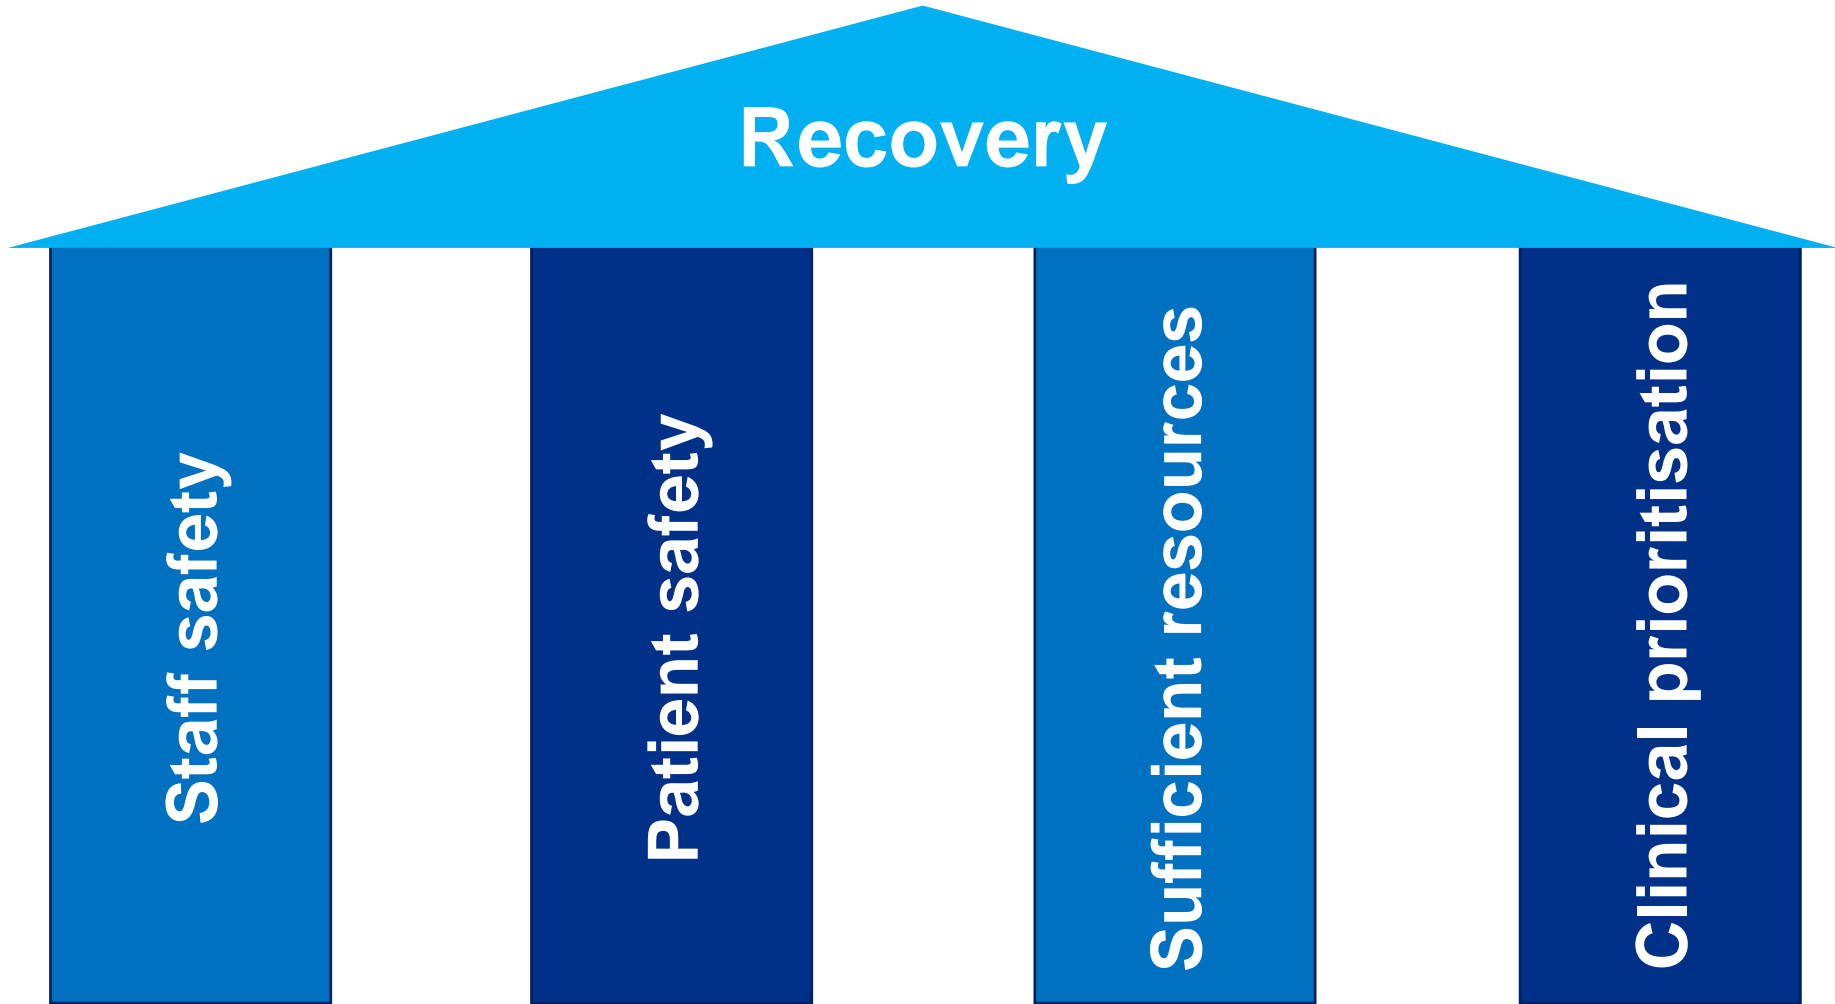 Recovery
Staff safety
Patient safety
Sufficient resources
Clinical prioritisation